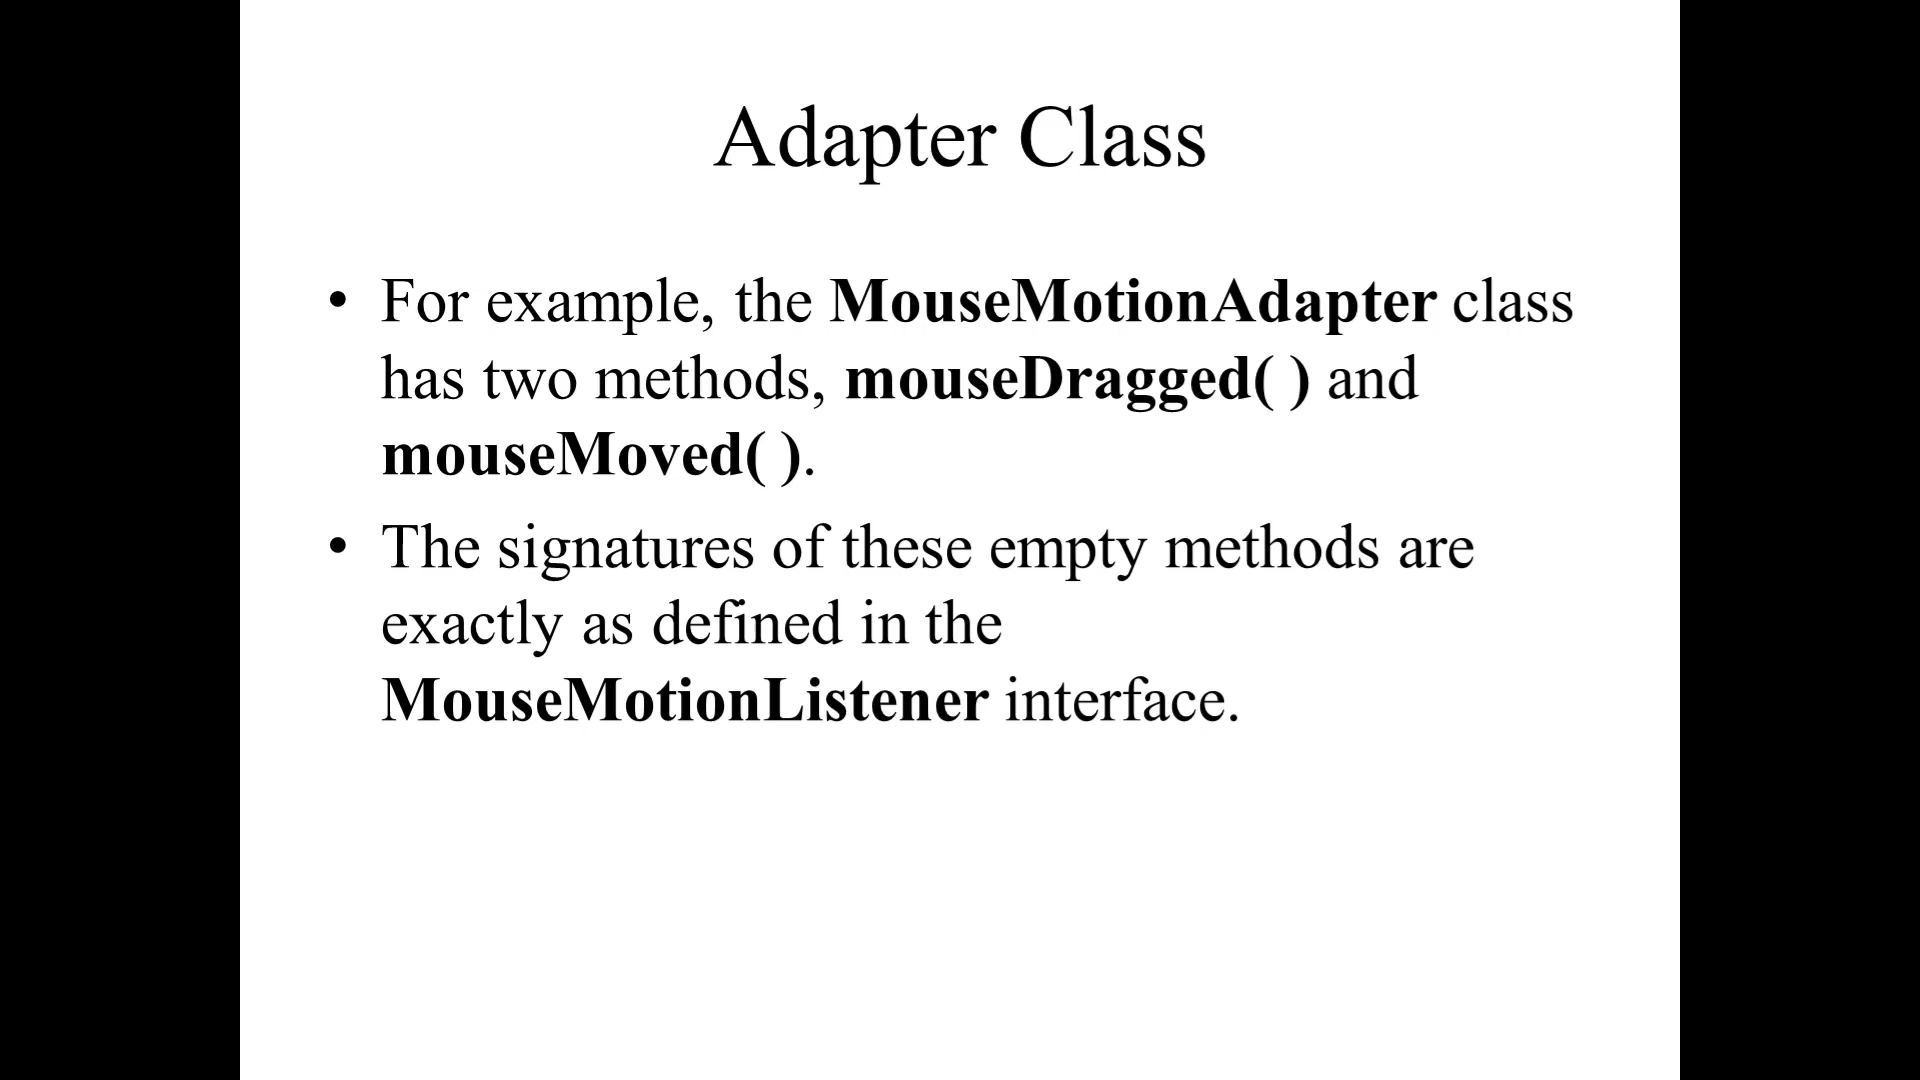 Adapter Class
• For example, the MouseMotionAdapter class
has two methods, mouseDragged( ) and
mouseMoved( ).
• The signatures of these empty methods are
exactly as defined in the
MouseMotionListener interface.